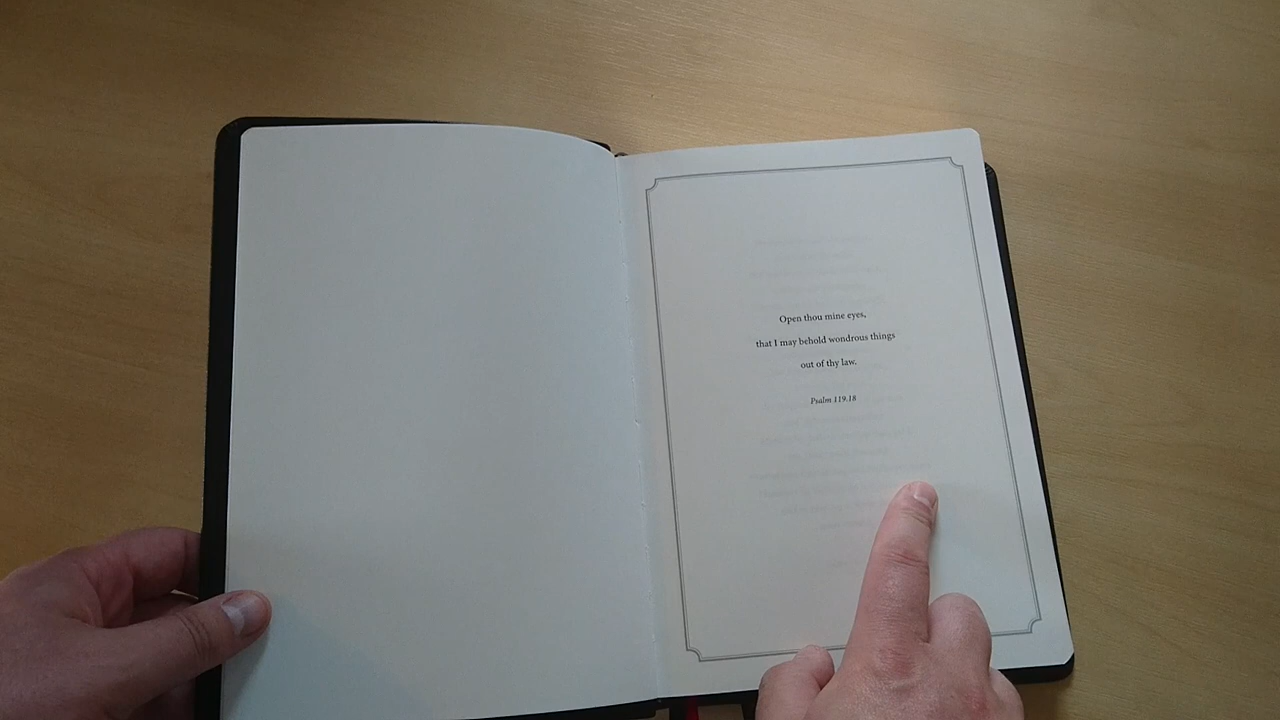 Open thou mine eyes,
that I may behold wondrous things
out of thy law.
Psalm 119.18